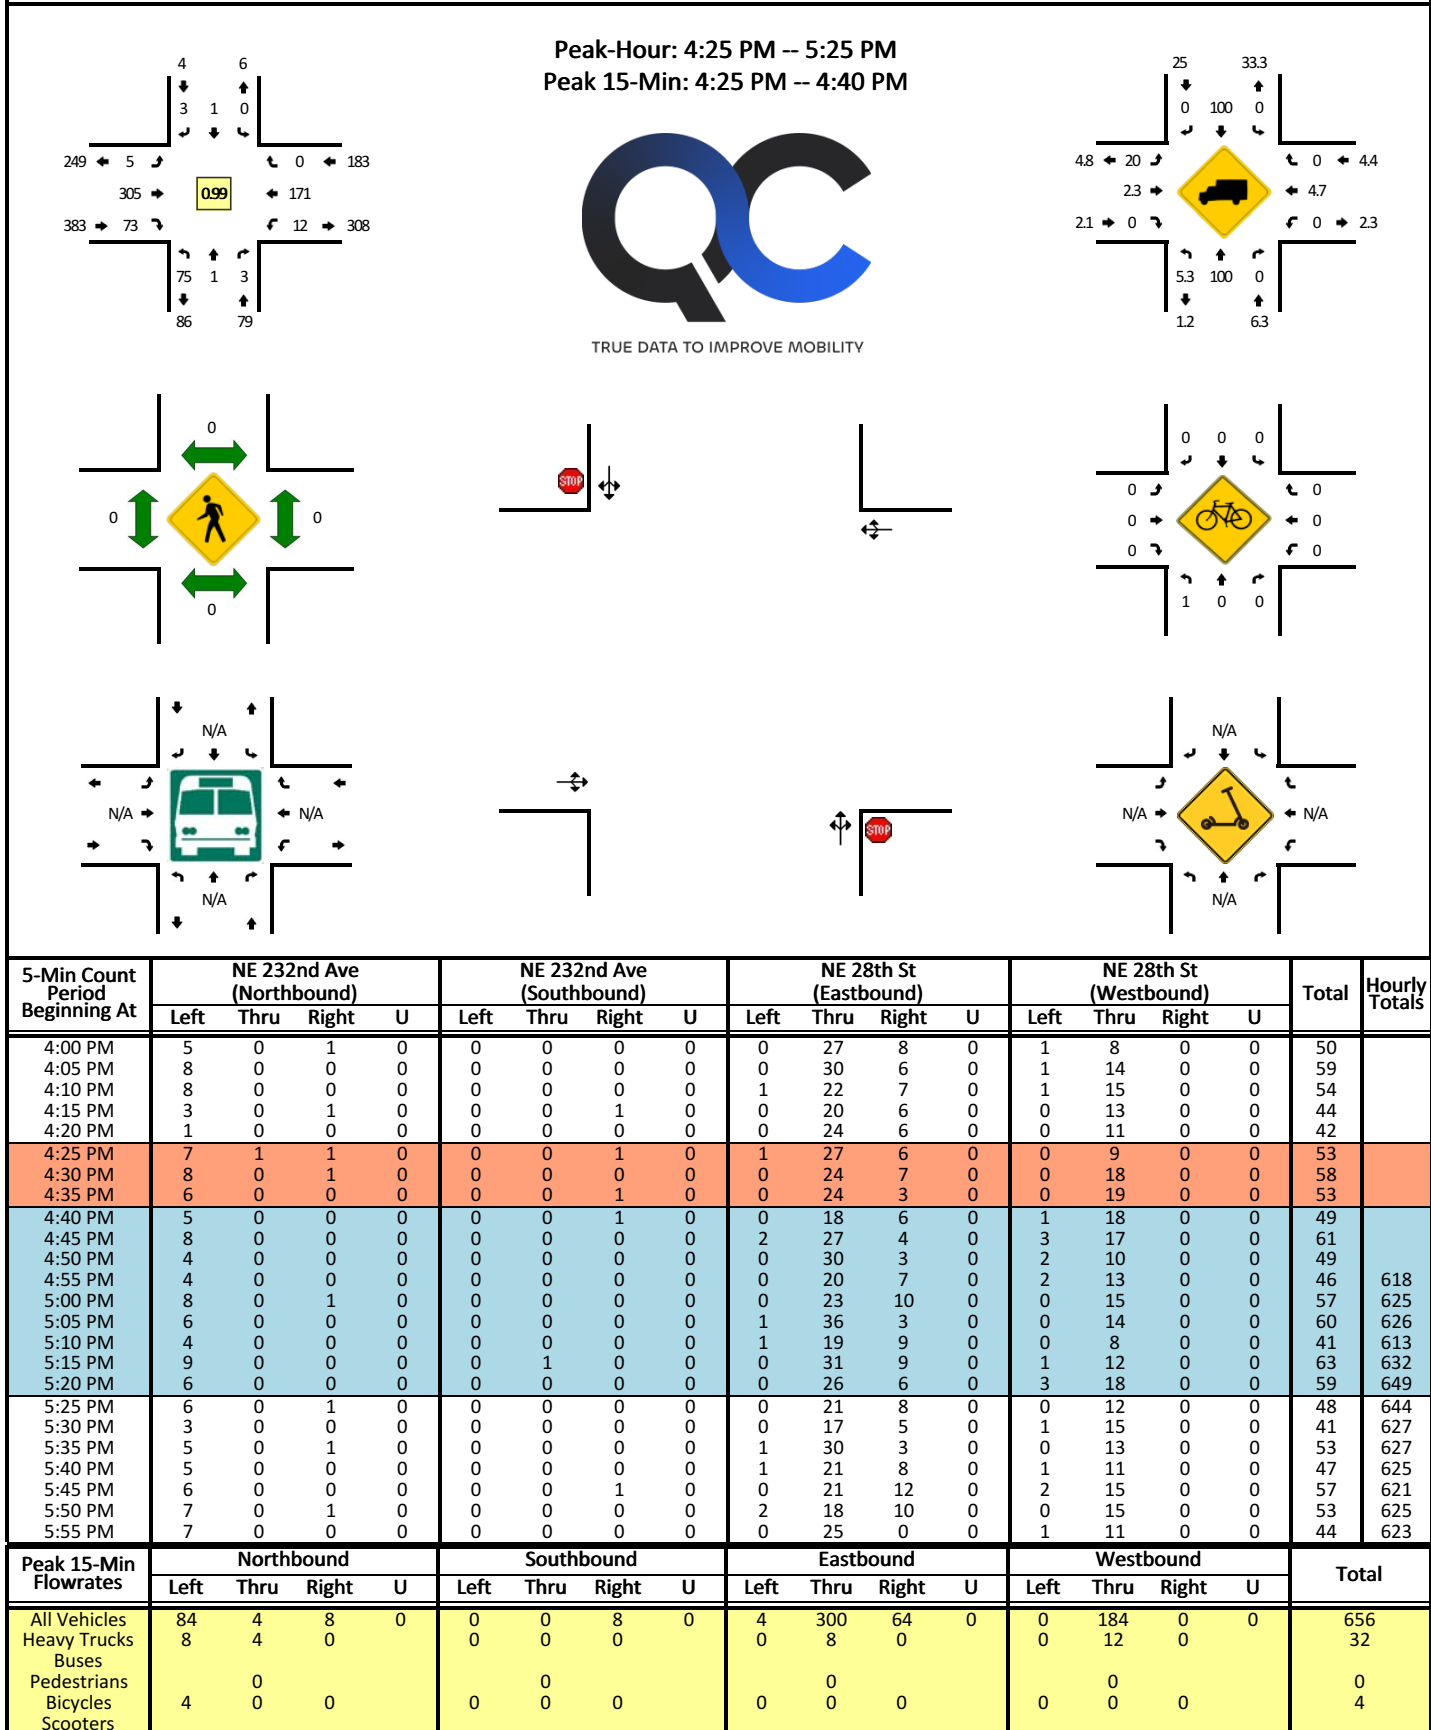 Peak-Hour: 4:25 PM -- 5:25 PM
Peak 15-Min: 4:25 PM -- 4:40 PM
4 6
3 1 0
249 5 0 183
305 0.99 171
383 73 12 308
75 1 3
86 79
QC
TRUE DATA TO IMPROVE MOBILITY
25 33.3
0 100 0
4.8 20 0 4.4
2.3 4.7
2.1 0 0 2.3
5.3 100 0
1.2 6.3
0
0 0
0
STOP
STOP
0 0 0
0 0
0 0
0 0
1 0 0
N/A
N/A N/A
N/A
N/A
N/A N/A
N/A
5-Min Count Period Beginning At NE 232nd Ave (Northbound) NE 232nd Ave (Southbound) NE 28th St (Eastbound) NE 28th St (Westbound) Total Hourly Totals
Left Thru Right U Left Thru Right U Left Thru Right U Left Thru Right U
4:00 PM 5 0 1 0 0 0 0 0 0 27 8 0 1 8 0 0 50
4:05 PM 8 0 0 0 0 0 0 0 0 30 6 0 1 14 0 0 59
4:10 PM 8 0 0 0 0 0 0 0 1 22 7 0 1 15 0 0 54
4:15 PM 3 0 1 0 0 0 1 0 0 20 6 0 0 13 0 0 44
4:20 PM 1 0 0 0 0 0 0 0 0 24 6 0 0 11 0 0 42
4:25 PM 7 1 1 0 0 0 1 0 1 27 6 0 0 9 0 0 53
4:30 PM 8 0 1 0 0 0 0 0 0 24 7 0 0 18 0 0 58
4:35 PM 6 0 0 0 0 0 1 0 0 24 3 0 0 19 0 0 53
4:40 PM 5 0 0 0 0 0 1 0 0 18 6 0 1 18 0 0 49
4:45 PM 8 0 0 0 0 0 0 0 2 27 4 0 3 17 0 0 61
4:50 PM 4 0 0 0 0 0 0 0 0 30 3 0 2 10 0 0 49
4:55 PM 4 0 0 0 0 0 0 0 0 20 7 0 2 13 0 0 46 618
5:00 PM 8 0 1 0 0 0 0 0 0 23 10 0 0 15 0 0 57 625
5:05 PM 6 0 0 0 0 0 0 0 1 36 3 0 0 14 0 0 60 626
5:10 PM 4 0 0 0 0 0 0 0 1 19 9 0 0 8 0 0 41 613
5:15 PM 9 0 0 0 0 1 0 0 0 31 9 0 1 12 0 0 63 632
5:20 PM 6 0 0 0 0 0 0 0 0 26 6 0 3 18 0 0 59 649
5:25 PM 6 0 1 0 0 0 0 0 0 21 8 0 0 12 0 0 48 644
5:30 PM 3 0 0 0 0 0 0 0 0 17 5 0 1 15 0 0 41 627
5:35 PM 5 0 1 0 0 0 0 0 1 30 3 0 0 13 0 0 53 627
5:40 PM 5 0 0 0 0 0 0 0 1 21 8 0 1 11 0 0 47 625
5:45 PM 6 0 0 0 0 0 1 0 0 21 12 0 2 15 0 0 57 621
5:50 PM 7 0 1 0 0 0 0 0 2 18 10 0 0 15 0 0 53 625
5:55 PM 7 0 0 0 0 0 0 0 0 25 0 0 1 11 0 0 44 623
Peak 15-Min Flowrates Northbound Southbound Eastbound Westbound Total
Left Thru Right U Left Thru Right U Left Thru Right U Left Thru Right U
All Vehicles 84 4 8 0 0 0 8 0 4 300 64 0 0 184 0 0 656
Heavy Trucks 8 4 0 0 0 0 0 8 0 0 12 0 32
Buses
Pedestrians 0 0 0 0 0
Bicycles 4 0 0 0 0 0 0 0 0 0 0 0 4
Scooters